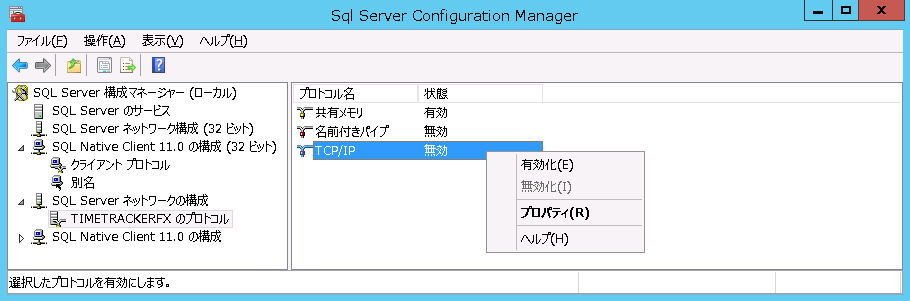 Sql Server Configuration Manager
ファイル(F) 操作(A) 表示(V) ヘルプ(H)
SQL Server 構成マネージャー (ローカル)
SQL Server のサービス
SQL Server ネットワーク構成 (32 ビット)
SQL Native Client 11.0 の構成 (32 ビット)
クライアント プロトコル
別名
SQL Server ネットワークの構成
TIMETRACKERFX のプロトコル
SQL Native Client 11.0 の構成
プロトコル名 状態
共有メモリ 有効
名前付きパイプ 無効
TCP/IP 無効
有効化(E)
無効化(I)
プロパティ(R)
ヘルプ(H)
選択したプロトコルを有効にします。